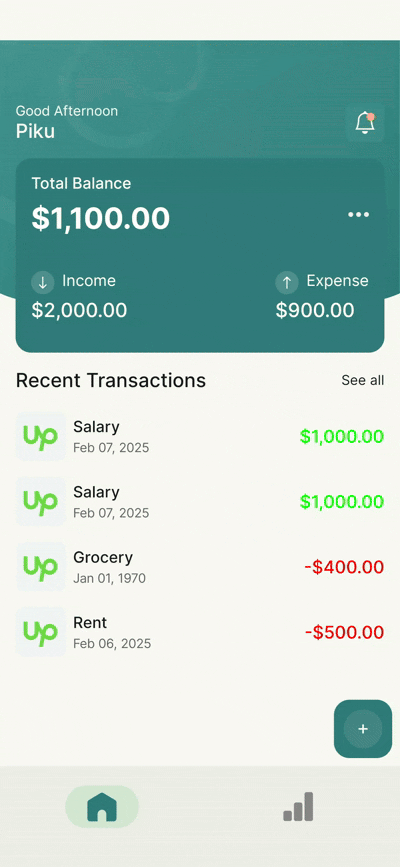 Good Afternoon
Piku
Total Balance
$1,100.00
Income
Expense
$2,000.00
$900.00
Recent Transactions
See all
up
Salary
Feb 07, 2025
$1,000.00
up
Salary
Feb 07, 2025
$1,000.00
up
Grocery
Jan 01, 1970
-$400.00
up
Rent
Feb 06, 2025
-$500.00
+